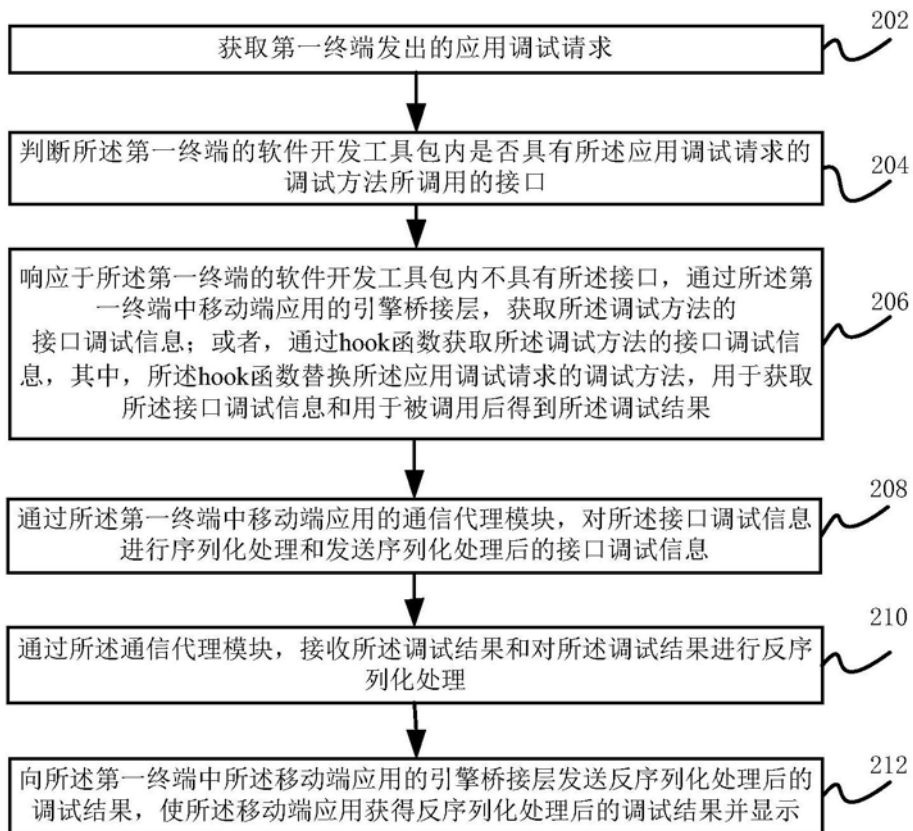 获取第一终端发出的应用调试请求
202
判断所述第一终端的软件开发工具包内是否具有所述应用调试请求的
调试方法所调用的接口
204
响应于所述第一终端的软件开发工具包内不具有所述接口，通过所述第
一终端中移动端应用的引擎桥接层，获取所述调试方法的
接口调试信息；或者，通过hook函数获取所述调试方法的接口调试信
息，其中，所述hook函数替换所述应用调试请求的调试方法，用于获取
所述接口调试信息和用于被调用后得到所述调试结果
206
通过所述第一终端中移动端应用的通信代理模块，对所述接口调试信息
进行序列化处理和发送序列化处理后的接口调试信息
208
通过所述通信代理模块，接收所述调试结果和对所述调试结果进行反序
列化处理
210
向所述第一终端中所述移动端应用的引擎桥接层发送反序列化处理后的
调试结果，使所述移动端应用获得反序列化处理后的调试结果并显示
212